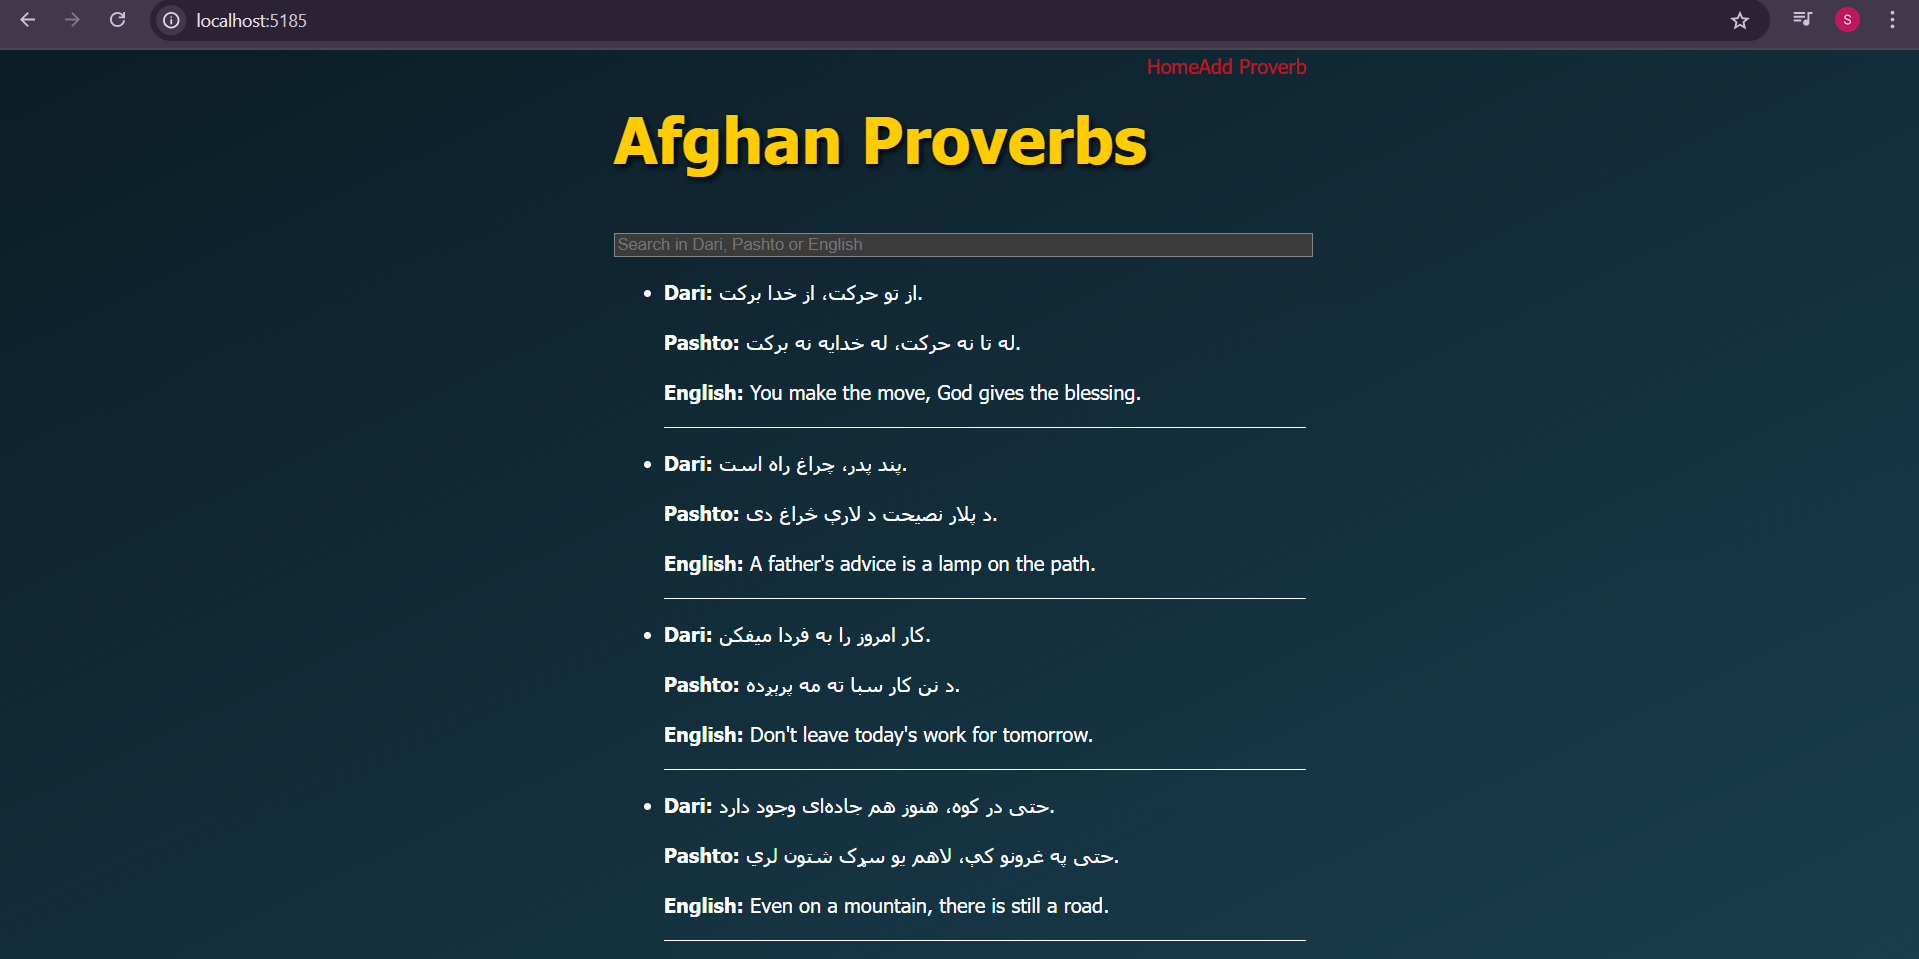 localhost:5185
S
HomeAdd Proverb
Afghan Proverbs
Search in Dari, Pashto or English
Dari: از تو حرکت، از خدا برکت.
Pashto: له تا نه حرکت، له خدایه نه برکت.
English: You make the move, God gives the blessing.
Dari: پند پدر، چراغ راه است.
Pashto: د پلار نصیحت د لارې څراغ دی.
English: A father's advice is a lamp on the path.
Dari: کار امروز را به فردا میفکن.
Pashto: د نن کار سبا ته مه پرېږده.
English: Don't leave today's work for tomorrow.
Dari: حتی در کوه، هنوز هم جاده‌ای وجود دارد.
Pashto: حتی په غرونو کې، لاهم یو سړک شتون لري.
English: Even on a mountain, there is still a road.